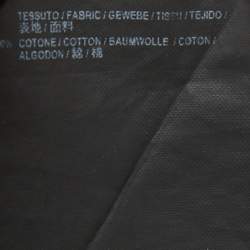 TESSUTO / FABRIC / GEWEBE / TISSU / TEJIDO /
表地 / 面料
COTONE / COTTON / BAUMWOLLE / COTON /
ALGODON / 綿 / 棉